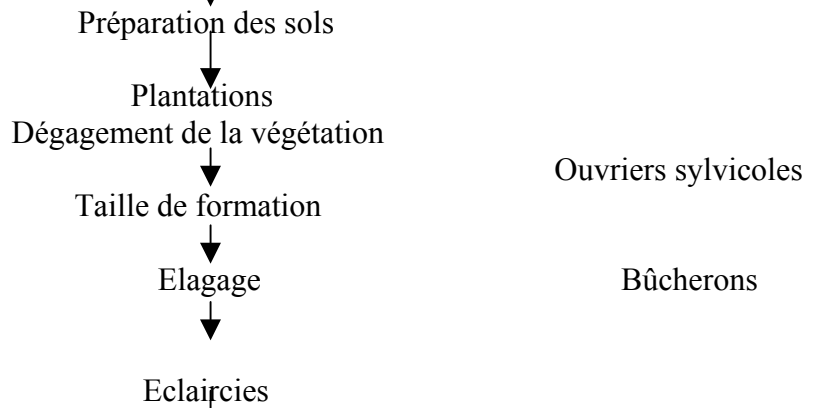 Préparation des sols
Plantations
Dégagement de la végétation
Ouvriers sylvicoles
Taille de formation
Elagage
Bûcherons
Eclaircies